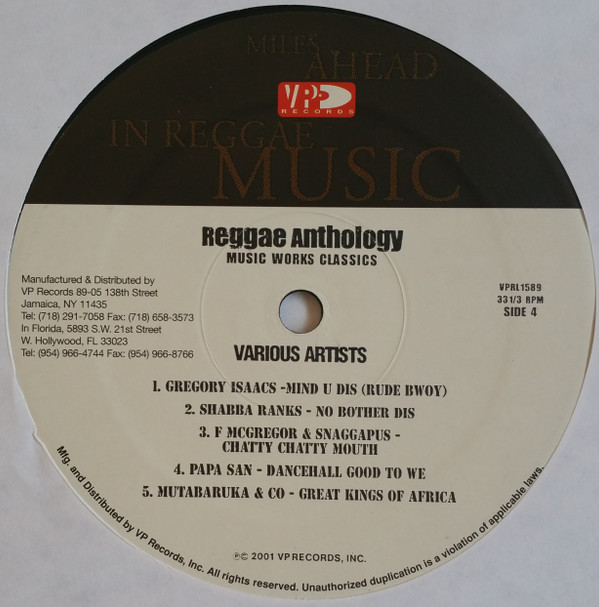 MILES
AHEAD
VP
RECORDS
IN REGGAE
MUSIC
Reggae Anthology
MUSIC WORKS CLASSICS
Manufactured & Distributed by
VP Records 89-05 138th Street
Jamaica, NY 11435
Tel: (718) 291-7058 Fax: (718) 658-3573
In Florida, 5893 S.W. 21st Street
W. Hollywood, FL 33023
Tel: (954) 966-4744 Fax: (954) 966-8766
VPRL1589
33 1/3 RPM
SIDE 4
VARIOUS ARTISTS
1. GREGORY ISAACS -MIND U DIS (RUDE BWOY)
2. SHABBA RANKS - NO BOTHER DIS
3. F MCGREGOR & SNAGGAPUS -
CHATTY CHATTY MOUTH
4. PAPA SAN - DANCEHALL GOOD TO WE
5. MUTABARUKA & CO - GREAT KINGS OF AFRICA
℗© 2001 VP RECORDS, INC.
Mfg. and Distributed by VP Records, Inc. All rights reserved. Unauthorized duplication is a violation of applicable laws.